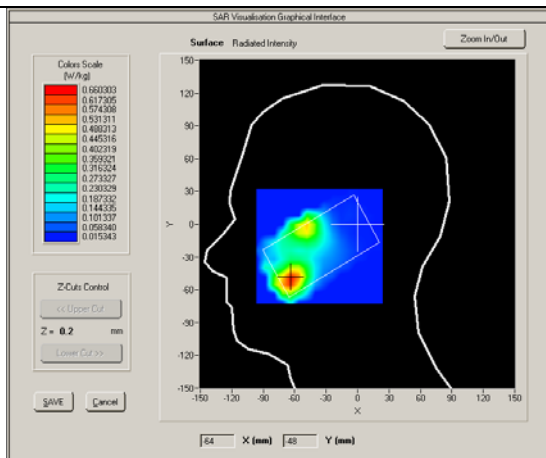 SAR Visualisation Graphical Interface
Surface Radiated Intensity
Zoom In/Out
Colors Scale
(W/kg)
0.660303
0.617305
0.574308
0.531311
0.488313
0.445316
0.402319
0.359321
0.316324
0.273327
0.230329
0.187332
0.144335
0.101337
0.058340
0.015343
Z-Cuts Control
<< Upper Cut
Z = 0.2 mm
Lower Cut >>
SAVE Cancel
150-
120-
90-
60-
30-
0-
-30-
-60-
-90-
-120-
-150-
Y
-150 -120 -90 -60 -30 0 30 60 90 120 150
X
-64 X (mm) -48 Y (mm)